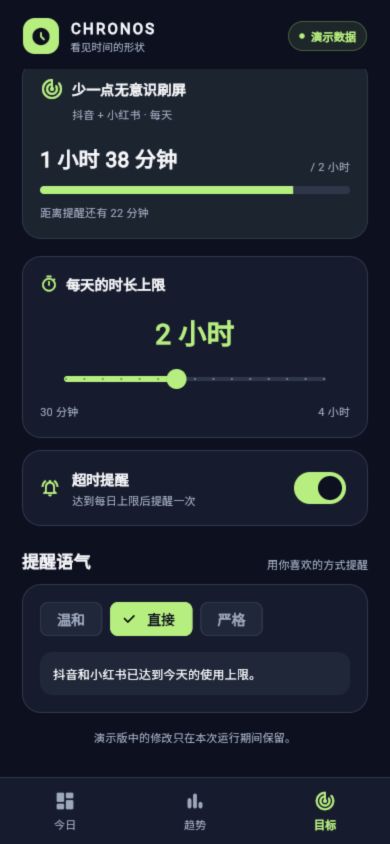 CHRONOS
看见时间的形状
演示数据
少一点无意识刷屏
抖音 + 小红书 · 每天
1 小时 38 分钟
/ 2 小时
距离提醒还有 22 分钟
每天的时长上限
2 小时
30 分钟
4 小时
超时提醒
达到每日上限后提醒一次
提醒语气
用你喜欢的方式提醒
温和
直接
严格
抖音和小红书已达到今天的使用上限。
演示版中的修改只在本次运行期间保留。
今日
趋势
目标